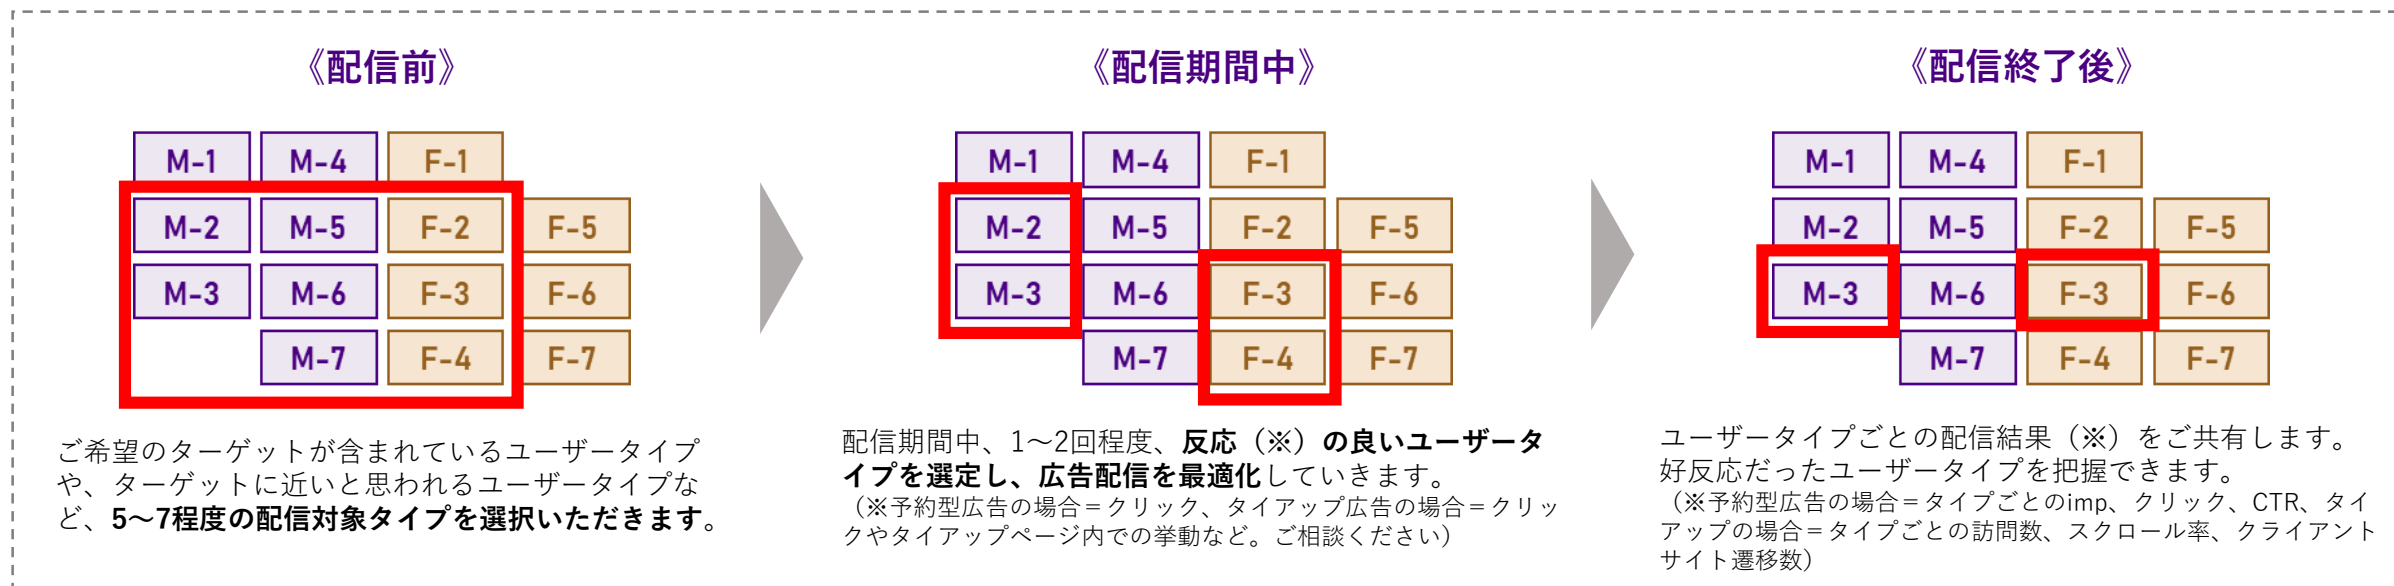 《配信前》
M-1 M-4 F-1
M-2 M-5 F-2 F-5
M-3 M-6 F-3 F-6
M-7 F-4 F-7
ご希望のターゲットが含まれているユーザータイプ
や、ターゲットに近いと思われるユーザータイプな
ど、5〜7程度の配信対象タイプを選択いただきます。
《配信期間中》
M-1 M-4 F-1
M-2 M-5 F-2 F-5
M-3 M-6 F-3 F-6
M-7 F-4 F-7
配信期間中、1〜2回程度、反応（※）の良いユーザータ
イプを選定し、広告配信を最適化していきます。
（※予約型広告の場合＝クリック、タイアップ広告の場合＝クリッ
クやタイアップページ内での挙動など。ご相談ください）
《配信終了後》
M-1 M-4 F-1
M-2 M-5 F-2 F-5
M-3 M-6 F-3 F-6
M-7 F-4 F-7
ユーザータイプごとの配信結果（※）をご共有します。
好反応だったユーザータイプを把握できます。
（※予約型広告の場合＝タイプごとのimp、クリック、CTR、タイ
アップの場合＝タイプごとの訪問数、スクロール率、クライアント
サイト遷移数）